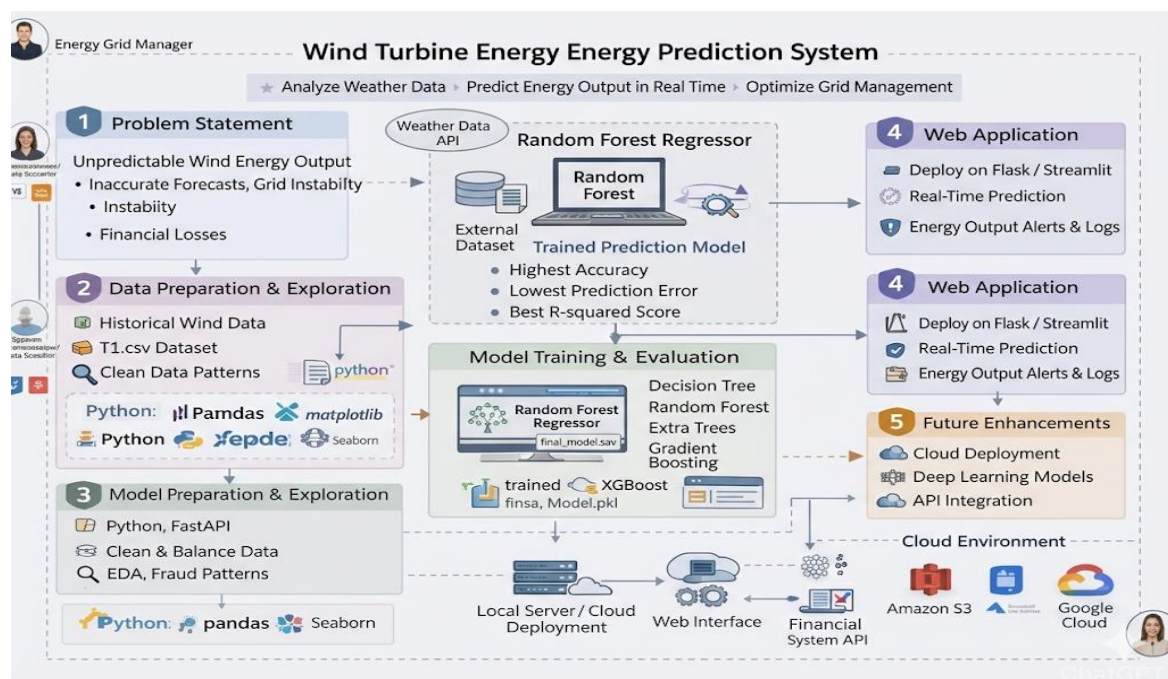 Energy Grid Manager
Wind Turbine Energy Energy Prediction System
Analyze Weather Data ▸ Predict Energy Output in Real Time ▸ Optimize Grid Management
1 Problem Statement
Unpredictable Wind Energy Output
• Inaccurate Forecasts, Grid Instabilty
• Instabiity
• Financial Losses
VS
2 Data Preparation & Exploration
Historical Wind Data
T1.csv Dataset
Clean Data Patterns
python
Python: Pamdas matplotlib
Python Xepde Seaborn
3 Model Preparation & Exploration
Python, FastAPI
Clean & Balance Data
EDA, Fraud Patterns
Python: pandas Seaborn
Weather Data
API
Random Forest Regressor
Random
Forest
External
Dataset
Trained Prediction Model
• Highest Accuracy
• Lowest Prediction Error
• Best R-squared Score
Model Training & Evaluation
Random Forest
Regressor
final_model.sav
Decision Tree
Random Forest
Extra Trees
Gradient
Boosting
trained XGBoost
finsa, Model.pkl
Local Server / Cloud
Deployment
Web Interface
Financial
System API
4 Web Application
Deploy on Flask / Streamlit
Real-Time Prediction
Energy Output Alerts & Logs
4 Web Application
Deploy on Flask / Streamlit
Real-Time Prediction
Energy Output Alerts & Logs
5 Future Enhancements
Cloud Deployment
Deep Learning Models
API Integration
Cloud Environment
Amazon S3
Google
Cloud
ChatGPT